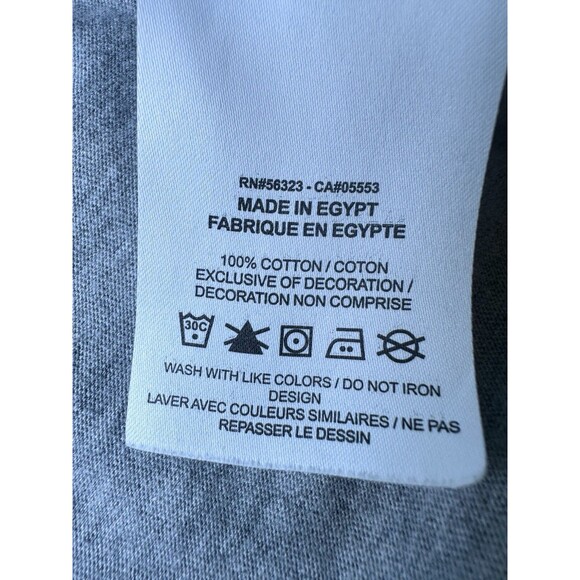 RN#56323 - CA#05553
MADE IN EGYPT
FABRIQUE EN EGYPTE
100% COTTON / COTON
EXCLUSIVE OF DECORATION /
DECORATION NON COMPRISE
30C
WASH WITH LIKE COLORS / DO NOT IRON
DESIGN
LAVER AVEC COULEURS SIMILAIRES / NE PAS
REPASSER LE DESSIN